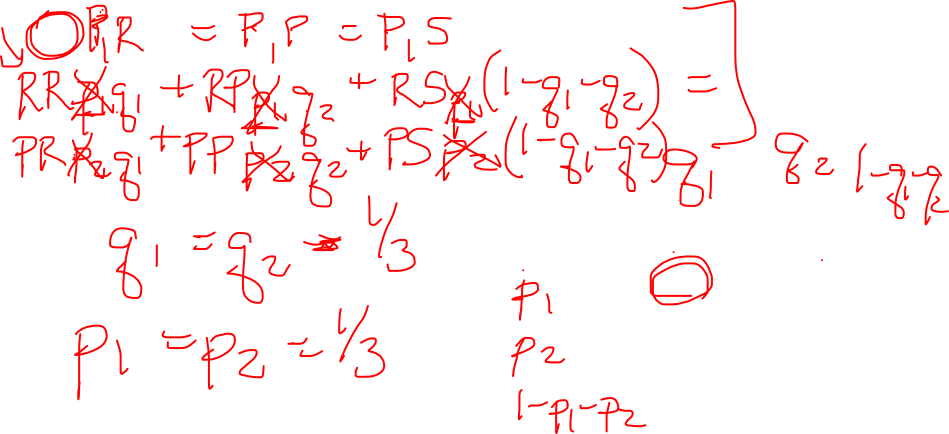 P₁R = P₁P = P₁S
RR q₁ + RP q₂ + RS (1-q₁-q₂) =
PR q₁ + PP q₂ + PS (1-q₁-q₂)
q₁ q₂ 1-q₁-q₂
q₁ = q₂ = 1/3
p₁ = p₂ = 1/3
p₁
p₂
1-p₁-p₂